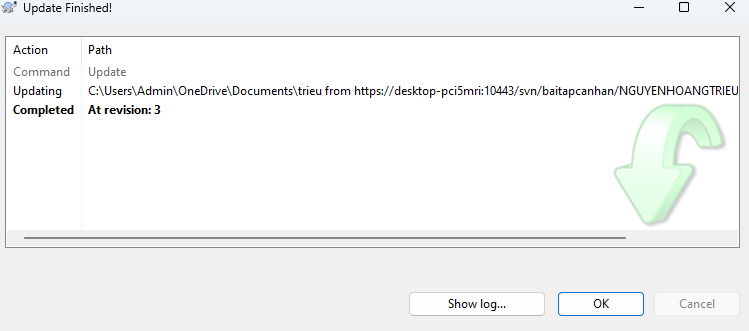 Update Finished!
Action Path
Command Update
Updating C:\Users\Admin\OneDrive\Documents\trieu from https://desktop-pci5mri:10443/svn/baitapcanhan/NGUYENHOANGTRIEU
Completed At revision: 3
Show log... OK Cancel